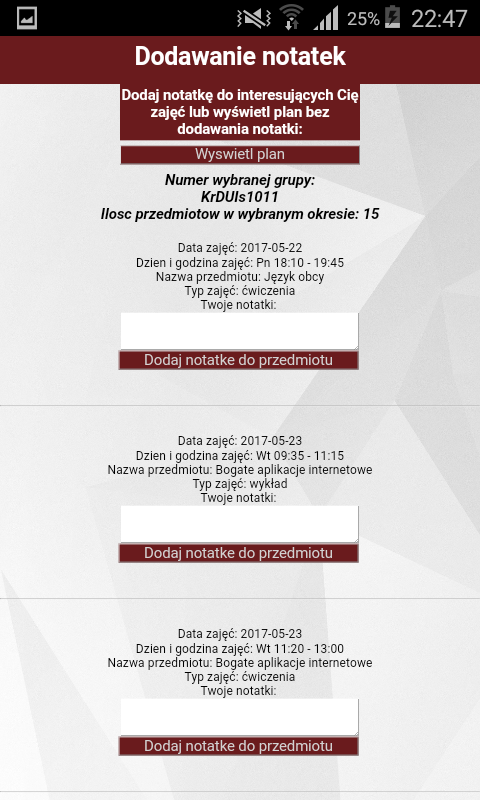 25% 22:47
Dodawanie notatek
Dodaj notatkę do interesujących Cię
zajęć lub wyświetl plan bez
dodawania notatki:
Wyswietl plan
Numer wybranej grupy:
KrDUIs1011
Ilosc przedmiotow w wybranym okresie: 15
Data zajęć: 2017-05-22
Dzien i godzina zajęć: Pn 18:10 - 19:45
Nazwa przedmiotu: Język obcy
Typ zajęć: ćwiczenia
Twoje notatki:
Dodaj notatke do przedmiotu
Data zajęć: 2017-05-23
Dzien i godzina zajęć: Wt 09:35 - 11:15
Nazwa przedmiotu: Bogate aplikacje internetowe
Typ zajęć: wykład
Twoje notatki:
Dodaj notatke do przedmiotu
Data zajęć: 2017-05-23
Dzien i godzina zajęć: Wt 11:20 - 13:00
Nazwa przedmiotu: Bogate aplikacje internetowe
Typ zajęć: ćwiczenia
Twoje notatki:
Dodaj notatke do przedmiotu